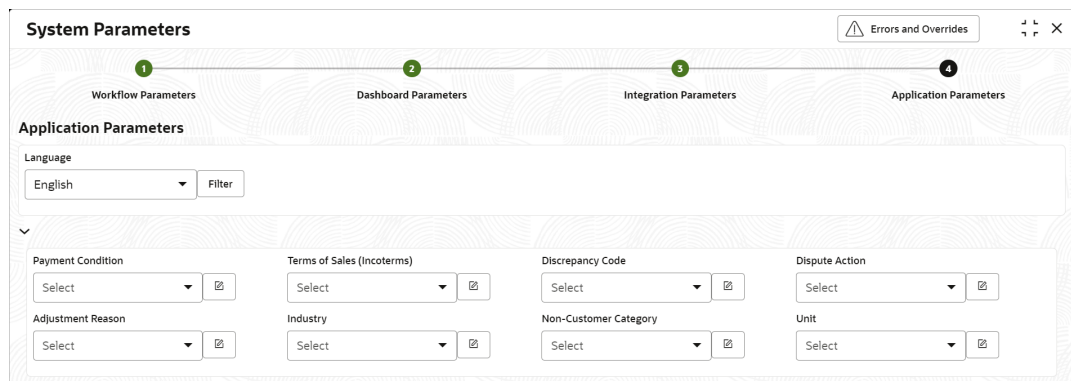 System Parameters
Errors and Overrides
1
2
3
4
Workflow Parameters
Dashboard Parameters
Integration Parameters
Application Parameters
Application Parameters
Language
English
Filter
Payment Condition
Terms of Sales (Incoterms)
Discrepancy Code
Dispute Action
Select
Select
Select
Select
Adjustment Reason
Industry
Non-Customer Category
Unit
Select
Select
Select
Select